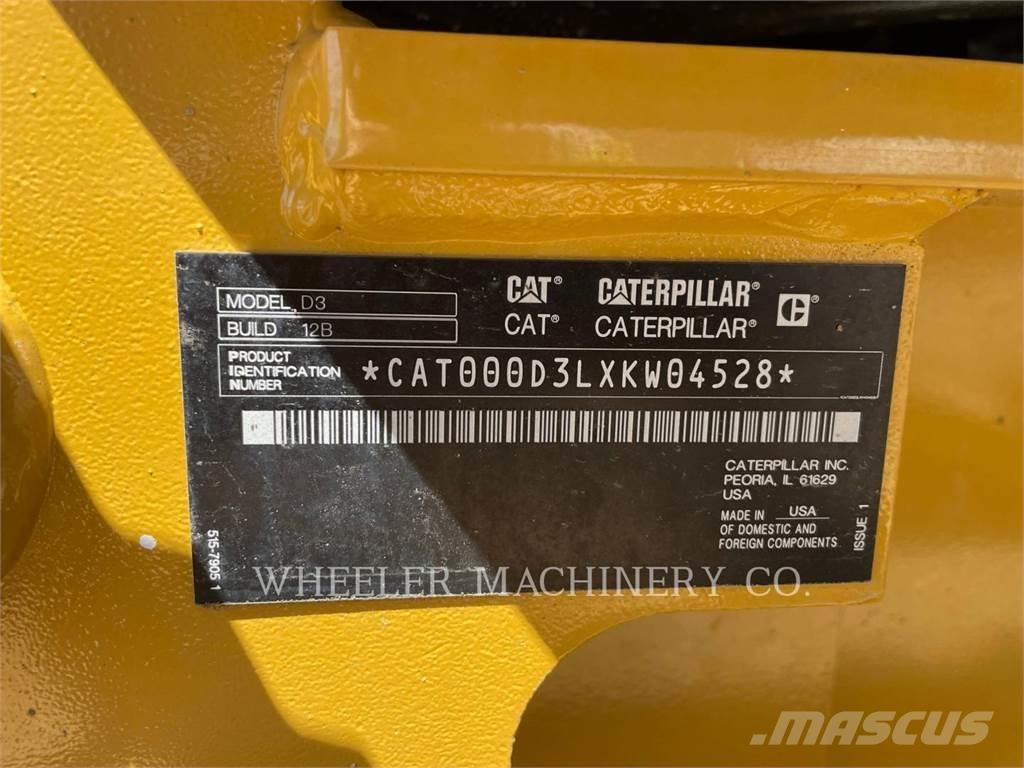 CAT® CATERPILLAR®
CAT® CATERPILLAR®
C ®
MODEL D3
BUILD 12B
PRODUCT
IDENTIFICATION
NUMBER
*CAT000D3LXKW04528*
P
CATERPILLAR INC.
PEORIA, IL 61629
USA
MADE IN USA
OF DOMESTIC AND
FOREIGN COMPONENTS
ISSUE 1
515-7905 1
WHEELER MACHINERY CO.
MASCUS